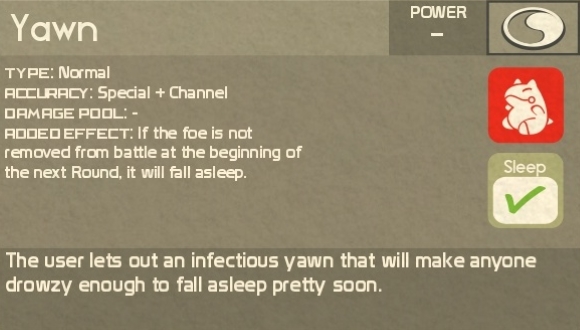 Yawn
POWER
–
TYPE: Normal
ACCURACY: Special + Channel
DAMAGE POOL: -
ADDED EFFECT: If the foe is not
removed from battle at the beginning of
the next Round, it will fall asleep.
Sleep
The user lets out an infectious yawn that will make anyone
drowzy enough to fall asleep pretty soon.